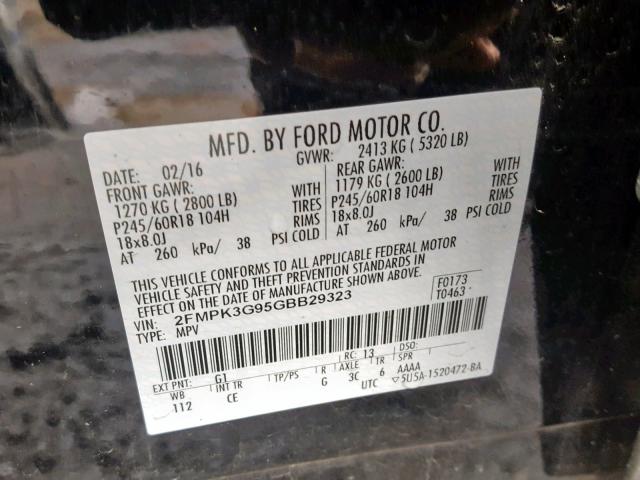 MFD. BY FORD MOTOR CO.
DATE: 02/16 GVWR: 2413 KG ( 5320 LB)
FRONT GAWR: REAR GAWR:
1270 KG ( 2800 LB) WITH 1179 KG ( 2600 LB) WITH
P245/60R18 104H TIRES P245/60R18 104H TIRES
18x8.0J RIMS 18x8.0J RIMS
AT 260 kPa/ 38 PSI COLD AT 260 kPa/ 38 PSI COLD
THIS VEHICLE CONFORMS TO ALL APPLICABLE FEDERAL MOTOR
VEHICLE SAFETY AND THEFT PREVENTION STANDARDS IN
EFFECT ON THE DATE OF MANUFACTURE SHOWN ABOVE.
VIN: 2FMPK3G95GBB29323 F0173
TYPE: MPV T0463
EXT PNT: G1 RC: 13 DSO:
WB INT TR TP/PS R AXLE TR SPR
112 CE G 3C 6
UTC ▽5U5A-1520472-BA